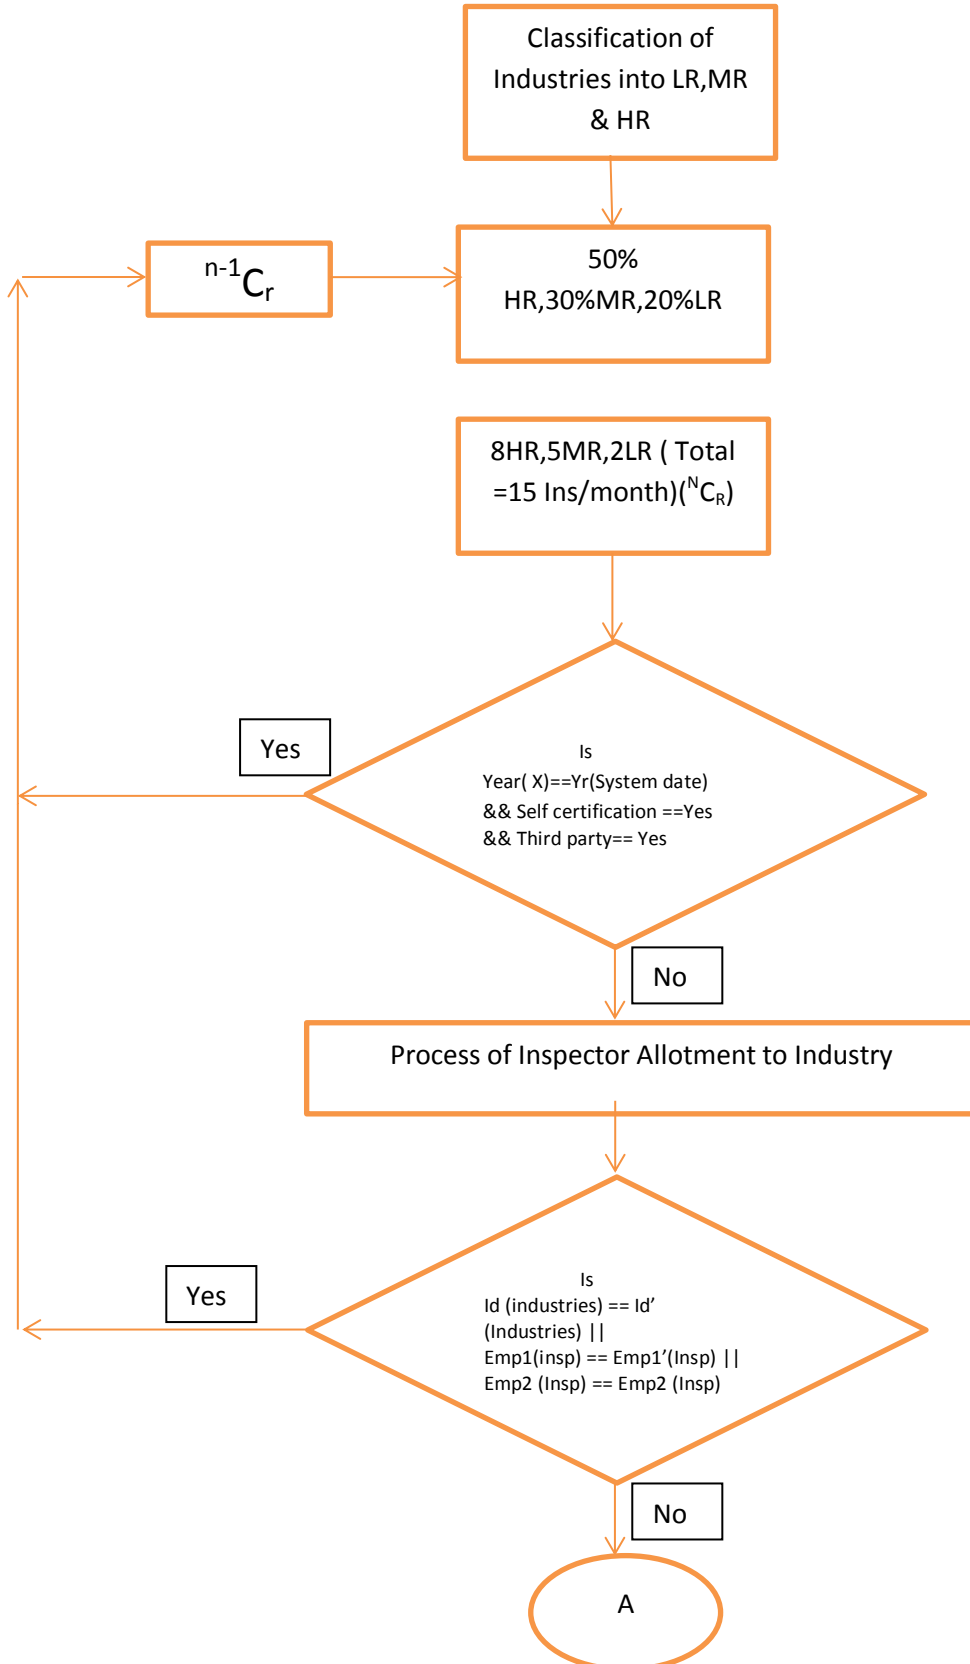 Classification of
Industries into LR,MR
& HR
n-1Cr
50%
HR,30%MR,20%LR
8HR,5MR,2LR ( Total
=15 Ins/month)(NCR)
Yes
Is
Year( X)==Yr(System date)
&& Self certification ==Yes
&& Third party== Yes
No
Process of Inspector Allotment to Industry
Yes
Is
Id (industries) == Id’
(Industries) ||
Emp1(insp) == Emp1’(Insp) ||
Emp2 (Insp) == Emp2 (Insp)
No
A